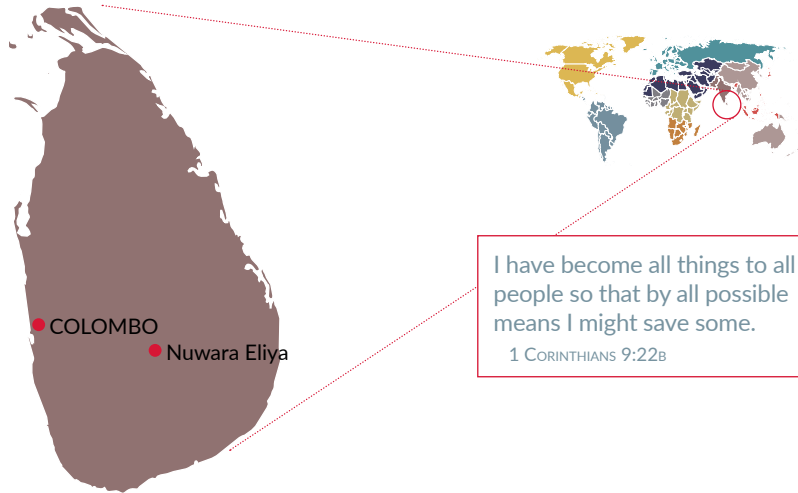 I have become all things to all
people so that by all possible
means I might save some.
1 Corinthians 9:22b
COLOMBO
Nuwara Eliya